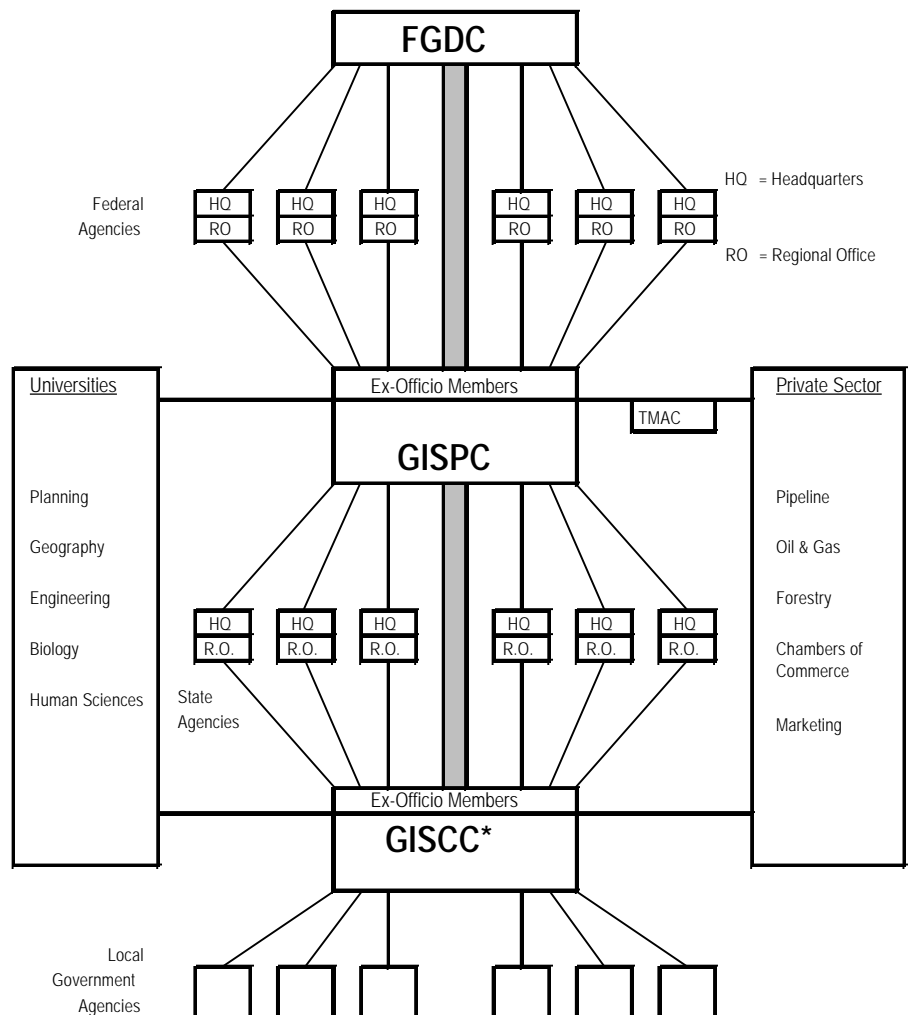 FGDC
HQ = Headquarters
Federal
Agencies
HQ HQ HQ HQ HQ HQ
RO RO RO RO RO RO
RO = Regional Office
Universities
Ex-Officio Members
Private Sector
TMAC
GISPC
Planning
Pipeline
Geography
Oil & Gas
Engineering
Forestry
HQ HQ HQ HQ HQ HQ
R.O. R.O. R.O. R.O. R.O. R.O.
Biology
Chambers of
Commerce
Human Sciences
State
Agencies
Marketing
Ex-Officio Members
GISCC*
Local
Government
Agencies